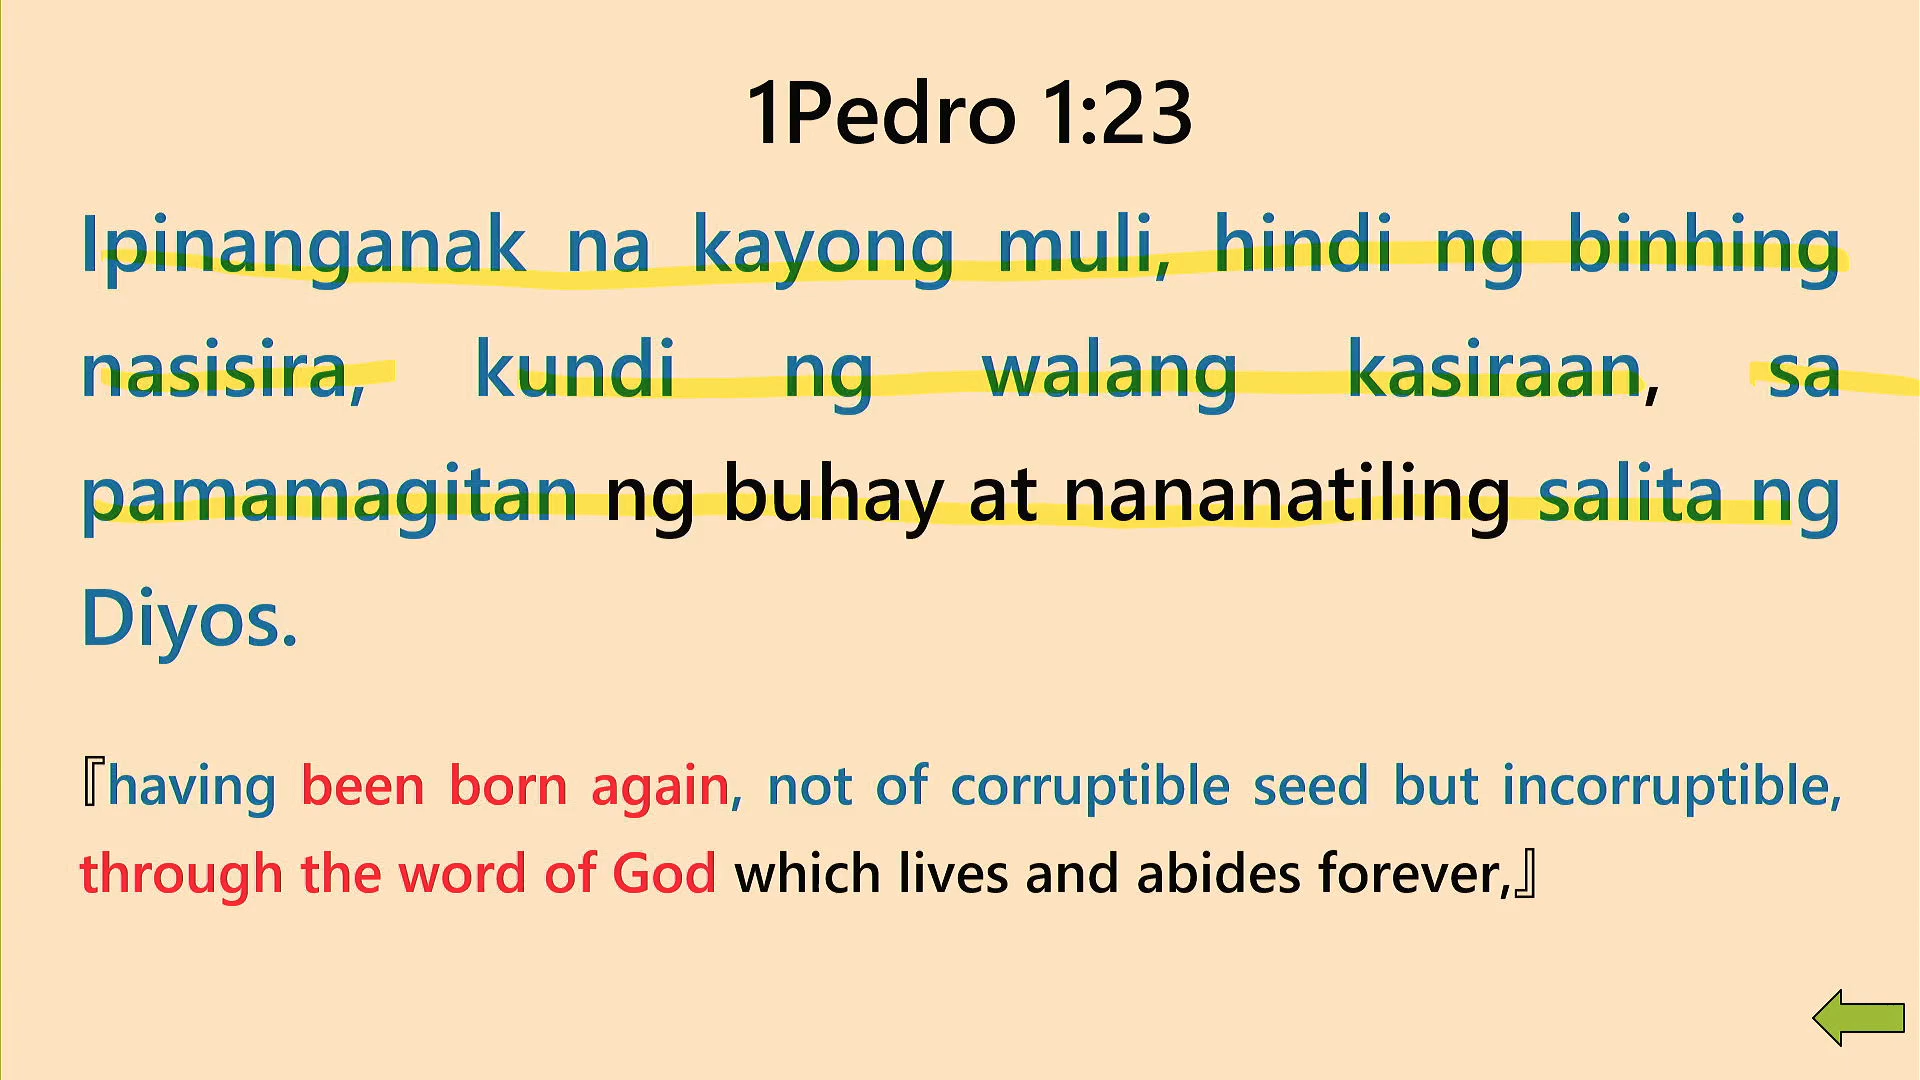 1Pedro 1:23
Ipinanganak na kayong muli, hindi ng binhing
nasisira, kundi ng walang kasiraan, sa
pamamagitan ng buhay at nananatiling salita ng
Diyos.
『having been born again, not of corruptible seed but incorruptible,
through the word of God which lives and abides forever,』